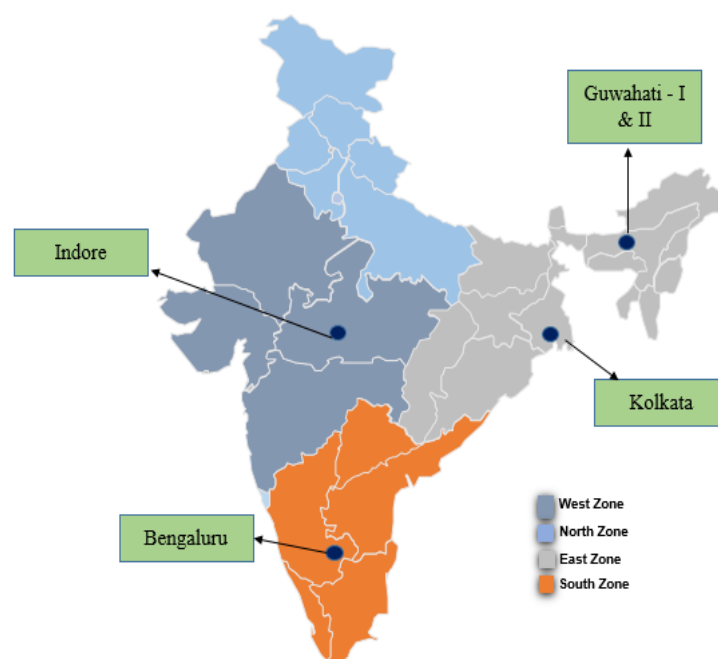 Guwahati - I
& II
Indore
Kolkata
Bengaluru
West Zone
North Zone
East Zone
South Zone